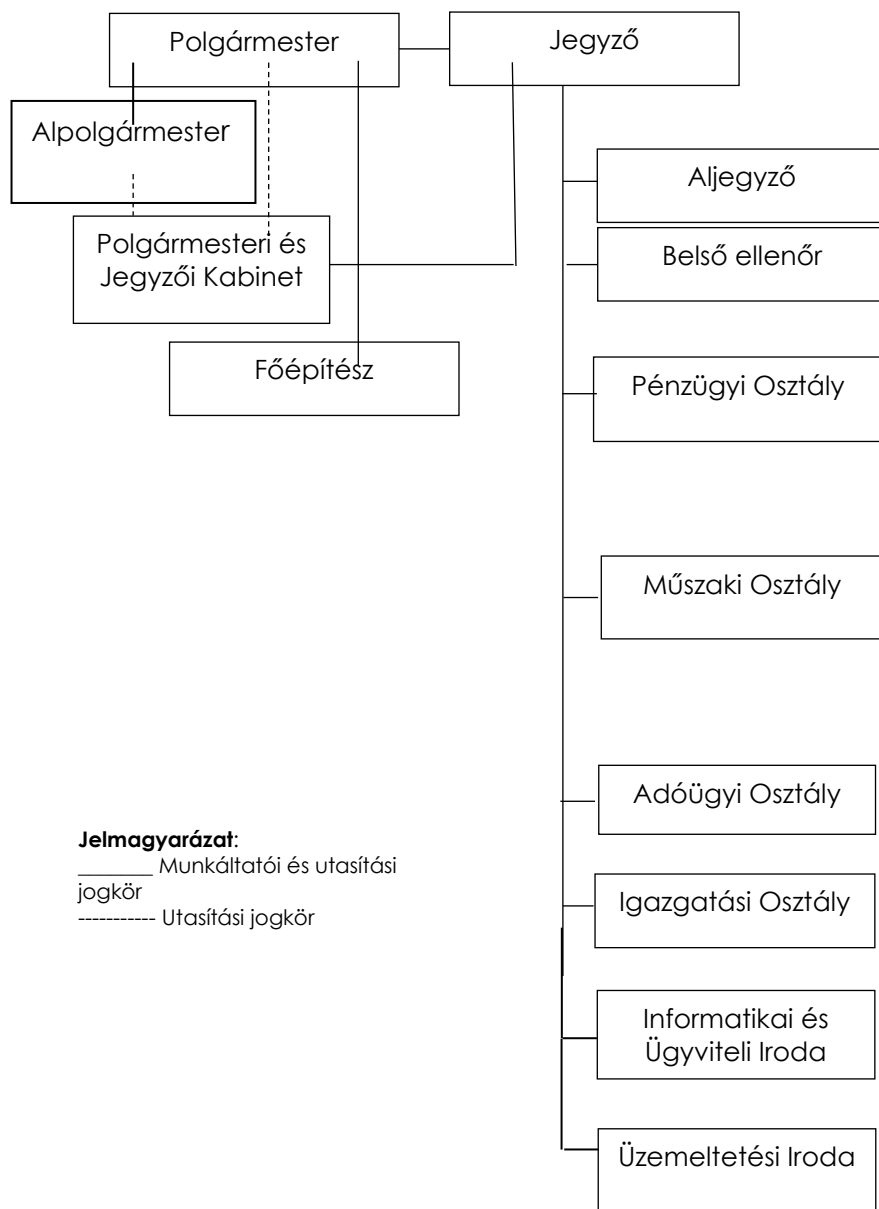 Polgármester
Jegyző
Alpolgármester
Aljegyző
Polgármesteri és
Jegyzői Kabinet
Belső ellenőr
Főépítész
Pénzügyi Osztály
Műszaki Osztály
Adóügyi Osztály
Jelmagyarázat:
_______ Munkáltatói és utasítási
jogkör
----------- Utasítási jogkör
Igazgatási Osztály
Informatikai és
Ügyviteli Iroda
Üzemeltetési Iroda